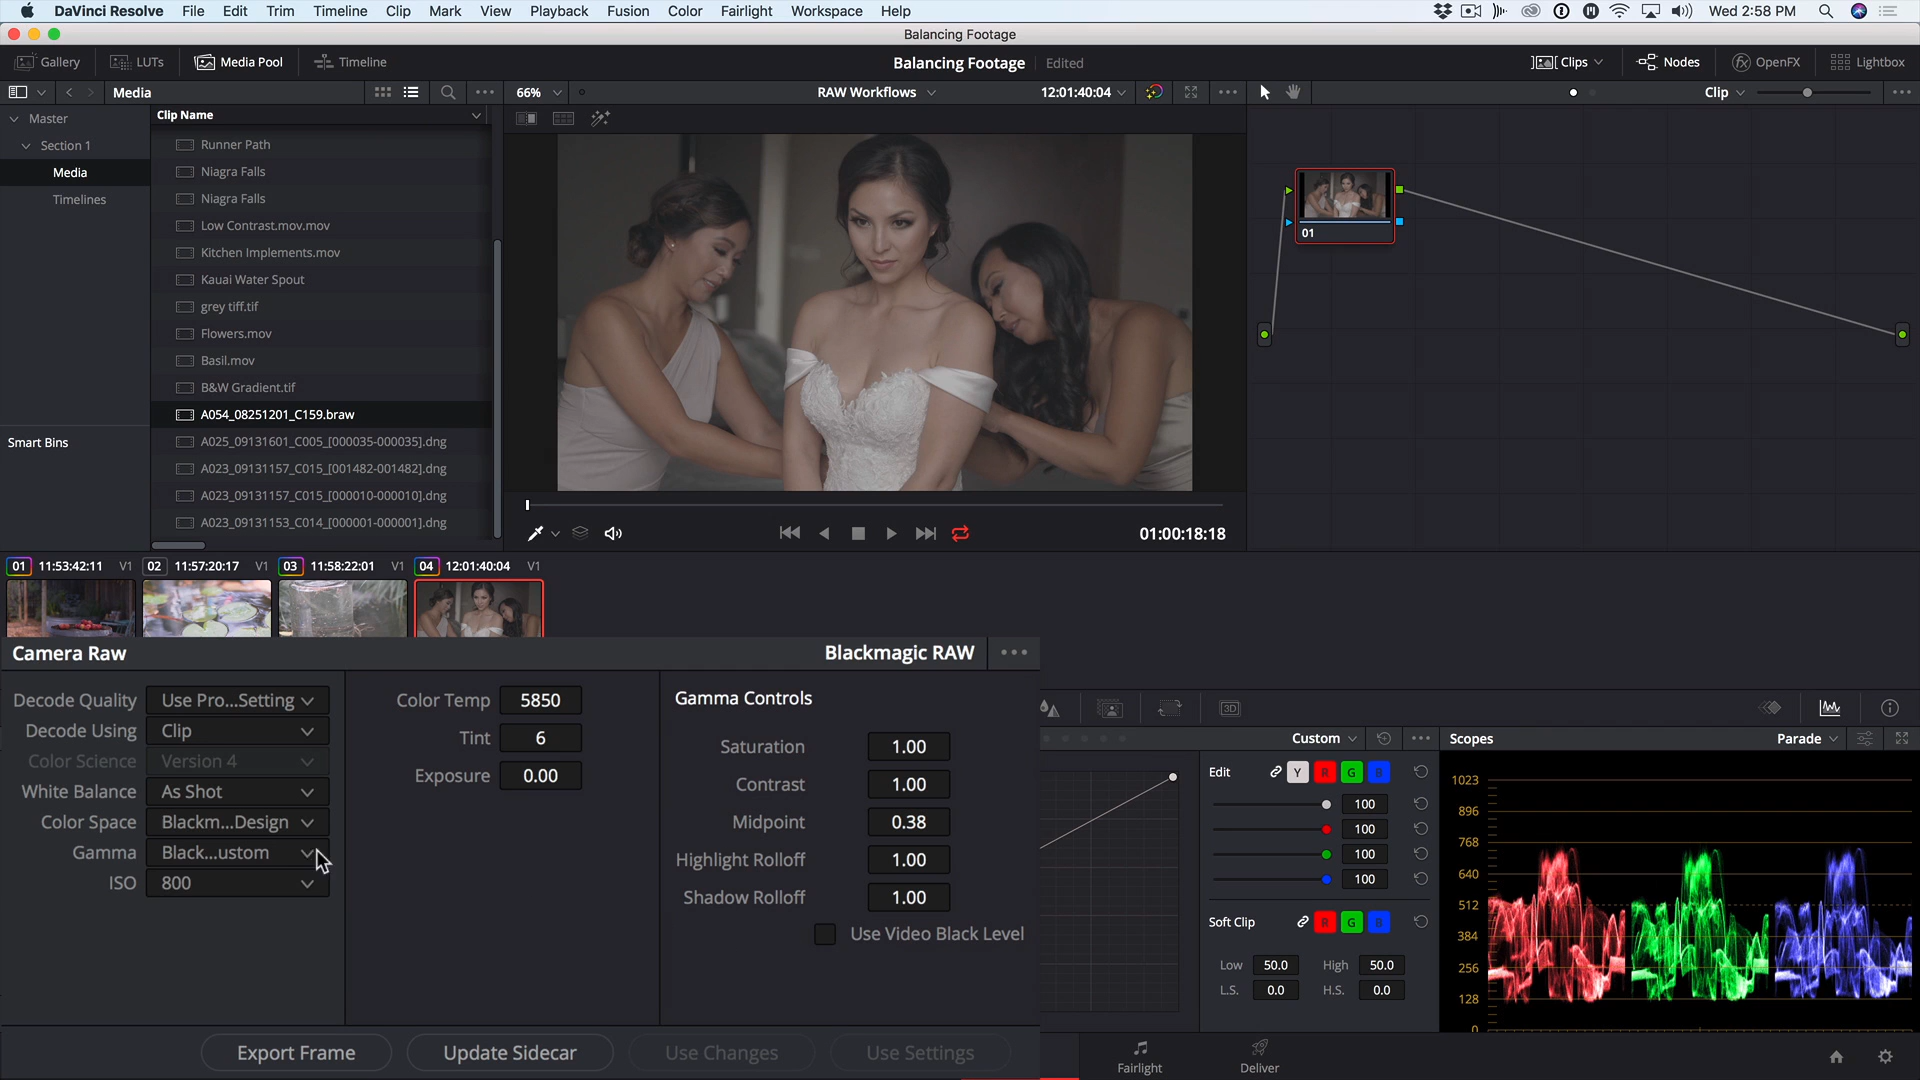 DaVinci Resolve File Edit Trim Timeline Clip Mark View Playback Fusion Color Fairlight Workspace Help Wed 2:58 PM
Balancing Footage
Gallery LUTs Media Pool Timeline Balancing Footage Edited Clips Nodes OpenFX Lightbox
Media 66% RAW Workflows 12:01:40:04 Clip
Master
Section 1
Media
Timelines
Smart Bins
Clip Name
Runner Path
Niagra Falls
Niagra Falls
Low Contrast.mov.mov
Kitchen Implements.mov
Kauai Water Spout
grey tiff.tif
Flowers.mov
Basil.mov
B&W Gradient.tif
A054_08251201_C159.braw
A025_09131601_C005_[000035-000035].dng
A023_09131157_C015_[001482-001482].dng
A023_09131157_C015_[000010-000010].dng
A023_09131153_C014_[000001-000001].dng
01:00:18:18
01
01 11:53:42:11 V1 02 11:57:20:17 V1 03 11:58:22:01 V1 04 12:01:40:04 V1
Camera Raw Blackmagic RAW
Decode Quality Use Pro...Setting
Decode Using Clip
Color Science Version 4
White Balance As Shot
Color Space Blackm...Design
Gamma Black...ustom
ISO 800
Color Temp 5850
Tint 6
Exposure 0.00
Gamma Controls
Saturation 1.00
Contrast 1.00
Midpoint 0.38
Highlight Rolloff 1.00
Shadow Rolloff 1.00
Use Video Black Level
Export Frame Update Sidecar Use Changes Use Settings
3D
Custom
Edit Y R G B
100
100
100
100
Soft Clip R G B
Low 50.0 High 50.0
L.S. 0.0 H.S. 0.0
Scopes Parade
1023
896
768
640
512
384
256
128
0
Fairlight Deliver